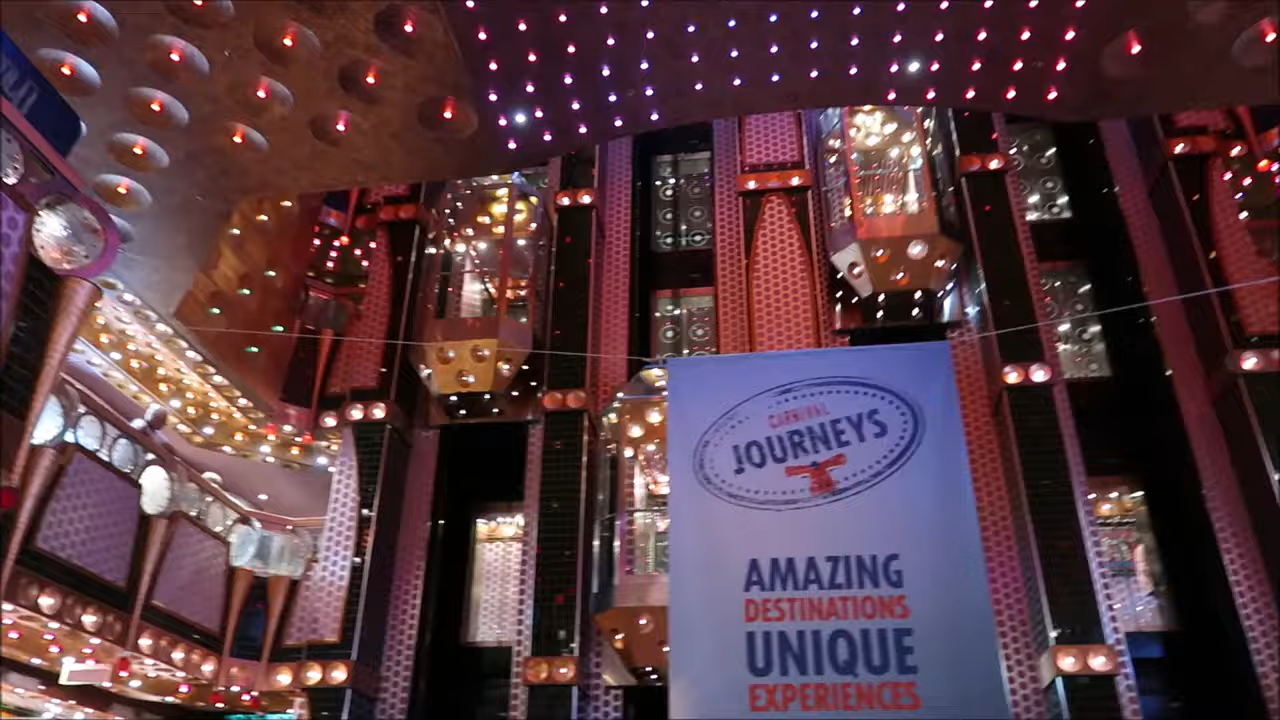 CARNIVAL
JOURNEYS
AMAZING
DESTINATIONS
UNIQUE
EXPERIENCES